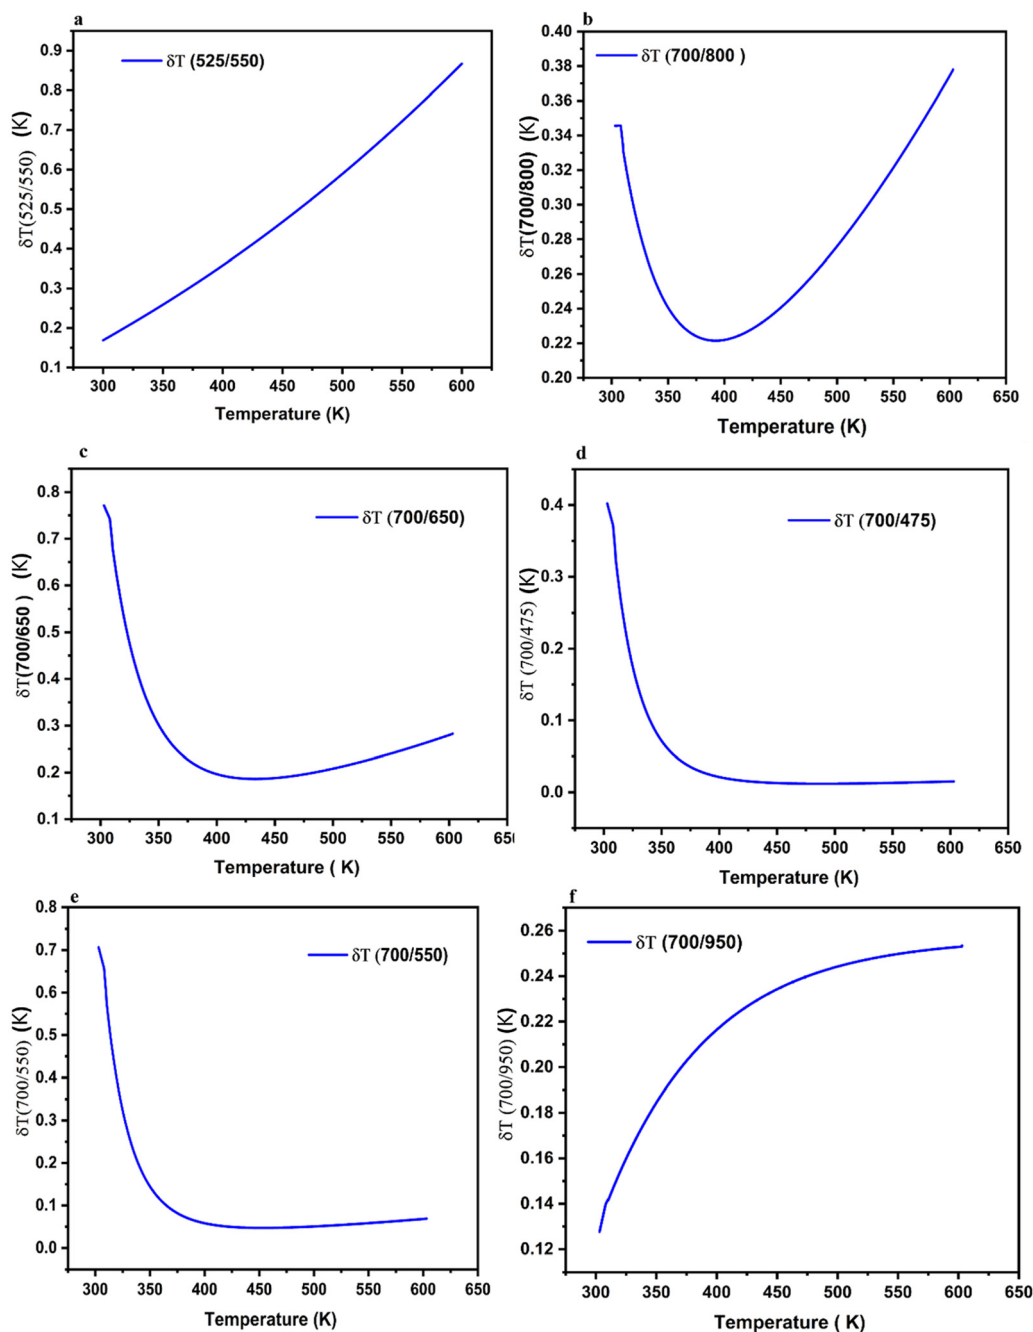 a
δT (525/550)
δT(525/550) (K)
0.9
0.8
0.7
0.6
0.5
0.4
0.3
0.2
0.1
300 350 400 450 500 550 600
Temperature (K)
b
δT (700/800 )
δT(700/800) (K)
0.40
0.38
0.36
0.34
0.32
0.30
0.28
0.26
0.24
0.22
0.20
300 350 400 450 500 550 600 650
Temperature (K)
c
δT (700/650)
δT(700/650 ) (K)
0.8
0.7
0.6
0.5
0.4
0.3
0.2
0.1
300 350 400 450 500 550 600 650
Temperature ( K)
d
δT (700/475)
δT (700/475) (K)
0.4
0.3
0.2
0.1
0.0
300 350 400 450 500 550 600 650
Temperature (K)
e
δT (700/550)
δT(700/550) (K)
0.8
0.7
0.6
0.5
0.4
0.3
0.2
0.1
0.0
300 350 400 450 500 550 600 650
Temperature (K)
f
δT (700/950)
δT (700/950) (K)
0.26
0.24
0.22
0.20
0.18
0.16
0.14
0.12
300 350 400 450 500 550 600 650
Temperature ( K)